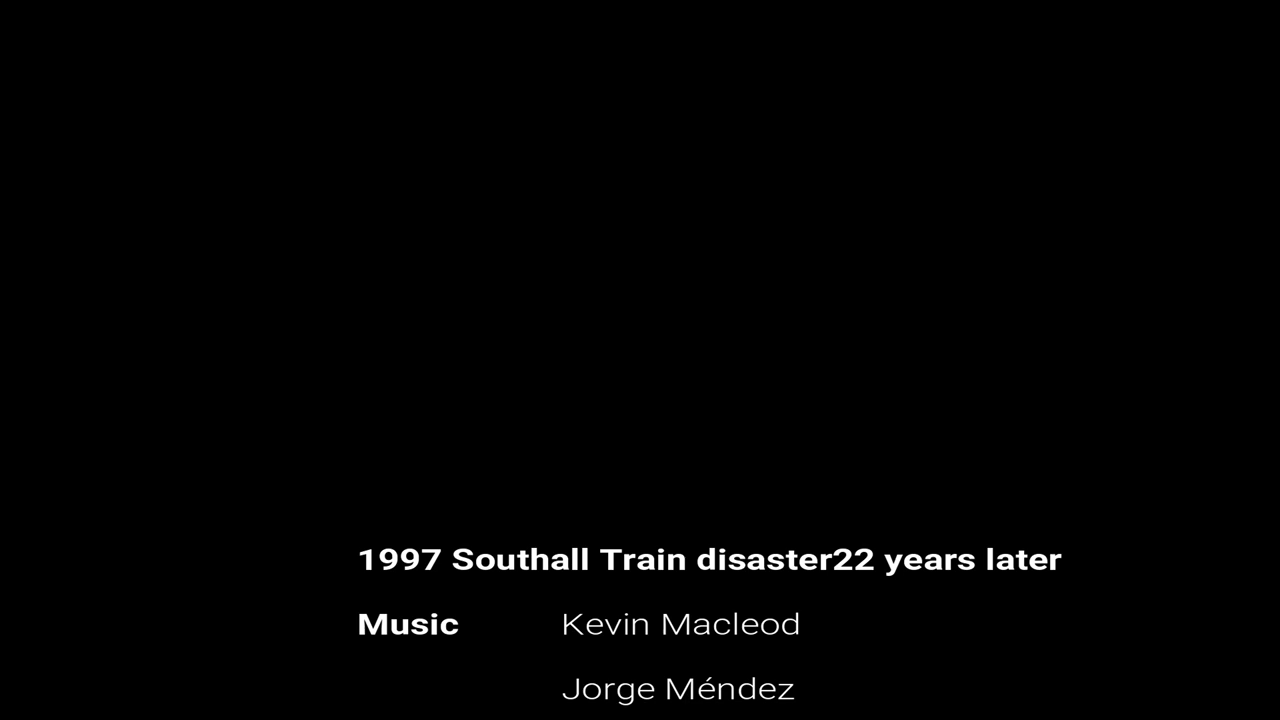 1997 Southall Train disaster22 years later
Music Kevin Macleod
Jorge Méndez